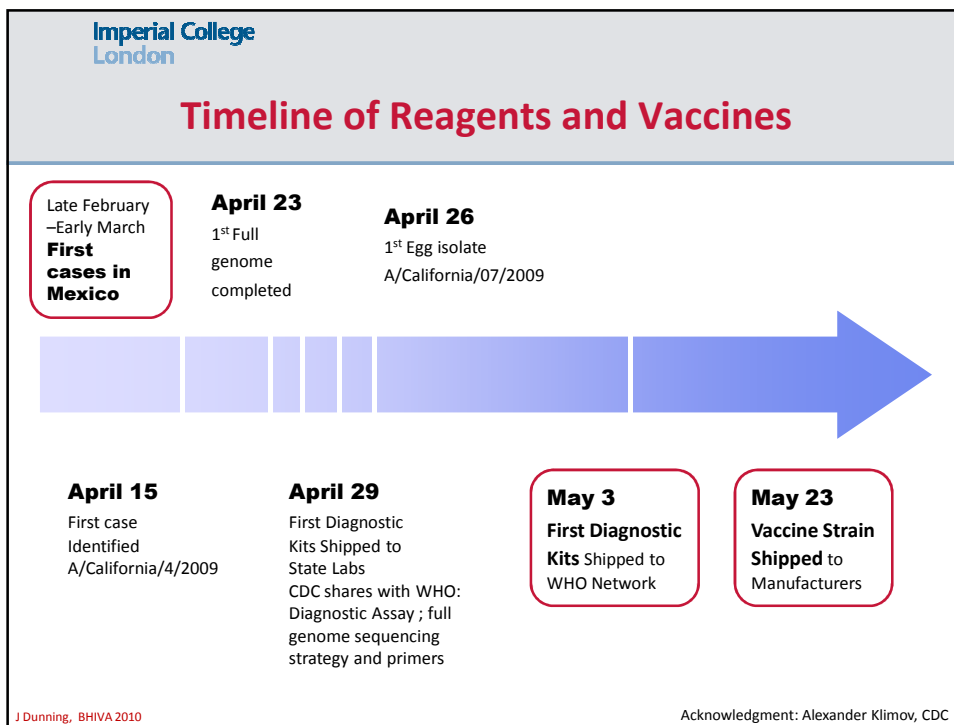 Imperial College
London
Timeline of Reagents and Vaccines
Late February
–Early March
First
cases in
Mexico
April 23
1st Full
genome
completed
April 26
1st Egg isolate
A/California/07/2009
April 15
First case
Identified
A/California/4/2009
April 29
First Diagnostic
Kits Shipped to
State Labs
CDC shares with WHO:
Diagnostic Assay ; full
genome sequencing
strategy and primers
May 3
First Diagnostic
Kits Shipped to
WHO Network
May 23
Vaccine Strain
Shipped to
Manufacturers
J Dunning, BHIVA 2010
Acknowledgment: Alexander Klimov, CDC